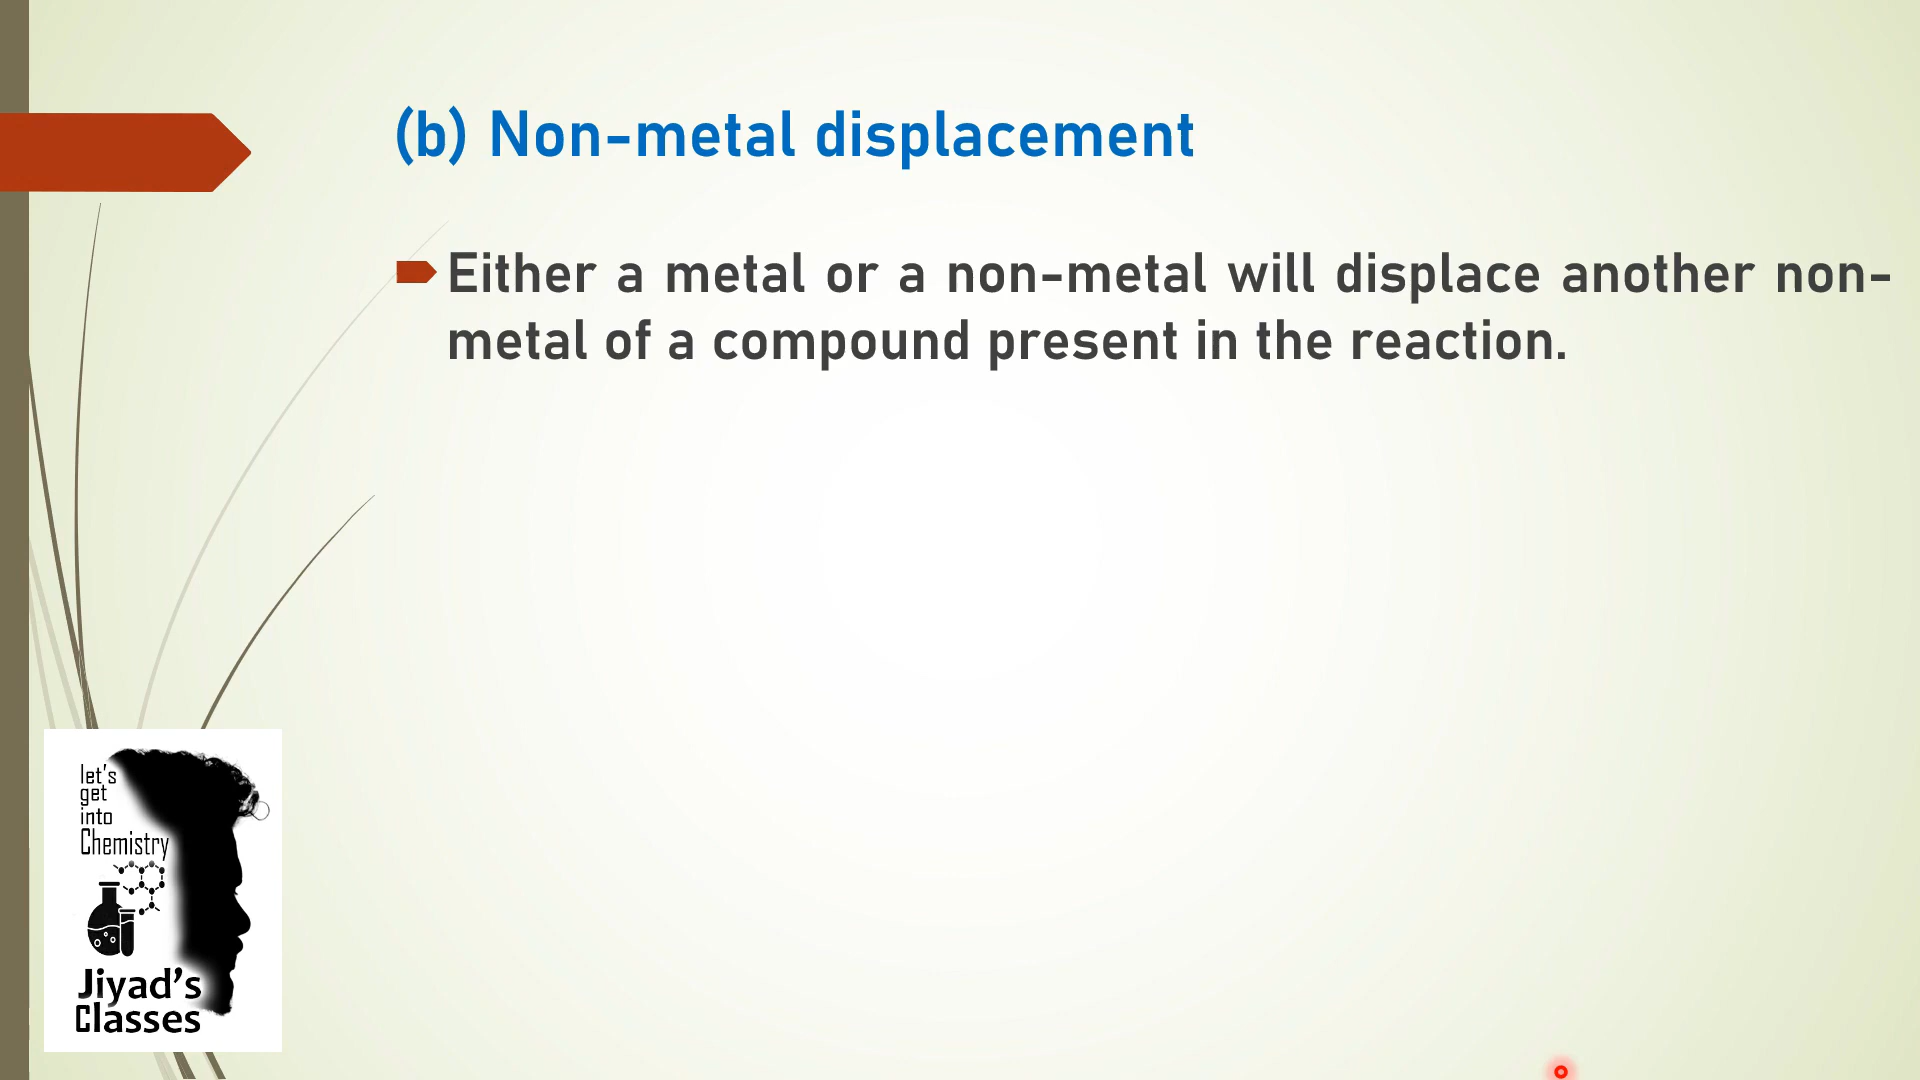 (b) Non-metal displacement
Either a metal or a non-metal will displace another non-
metal of a compound present in the reaction.
let's
get
into
Chemistry
Jiyad's
Classes